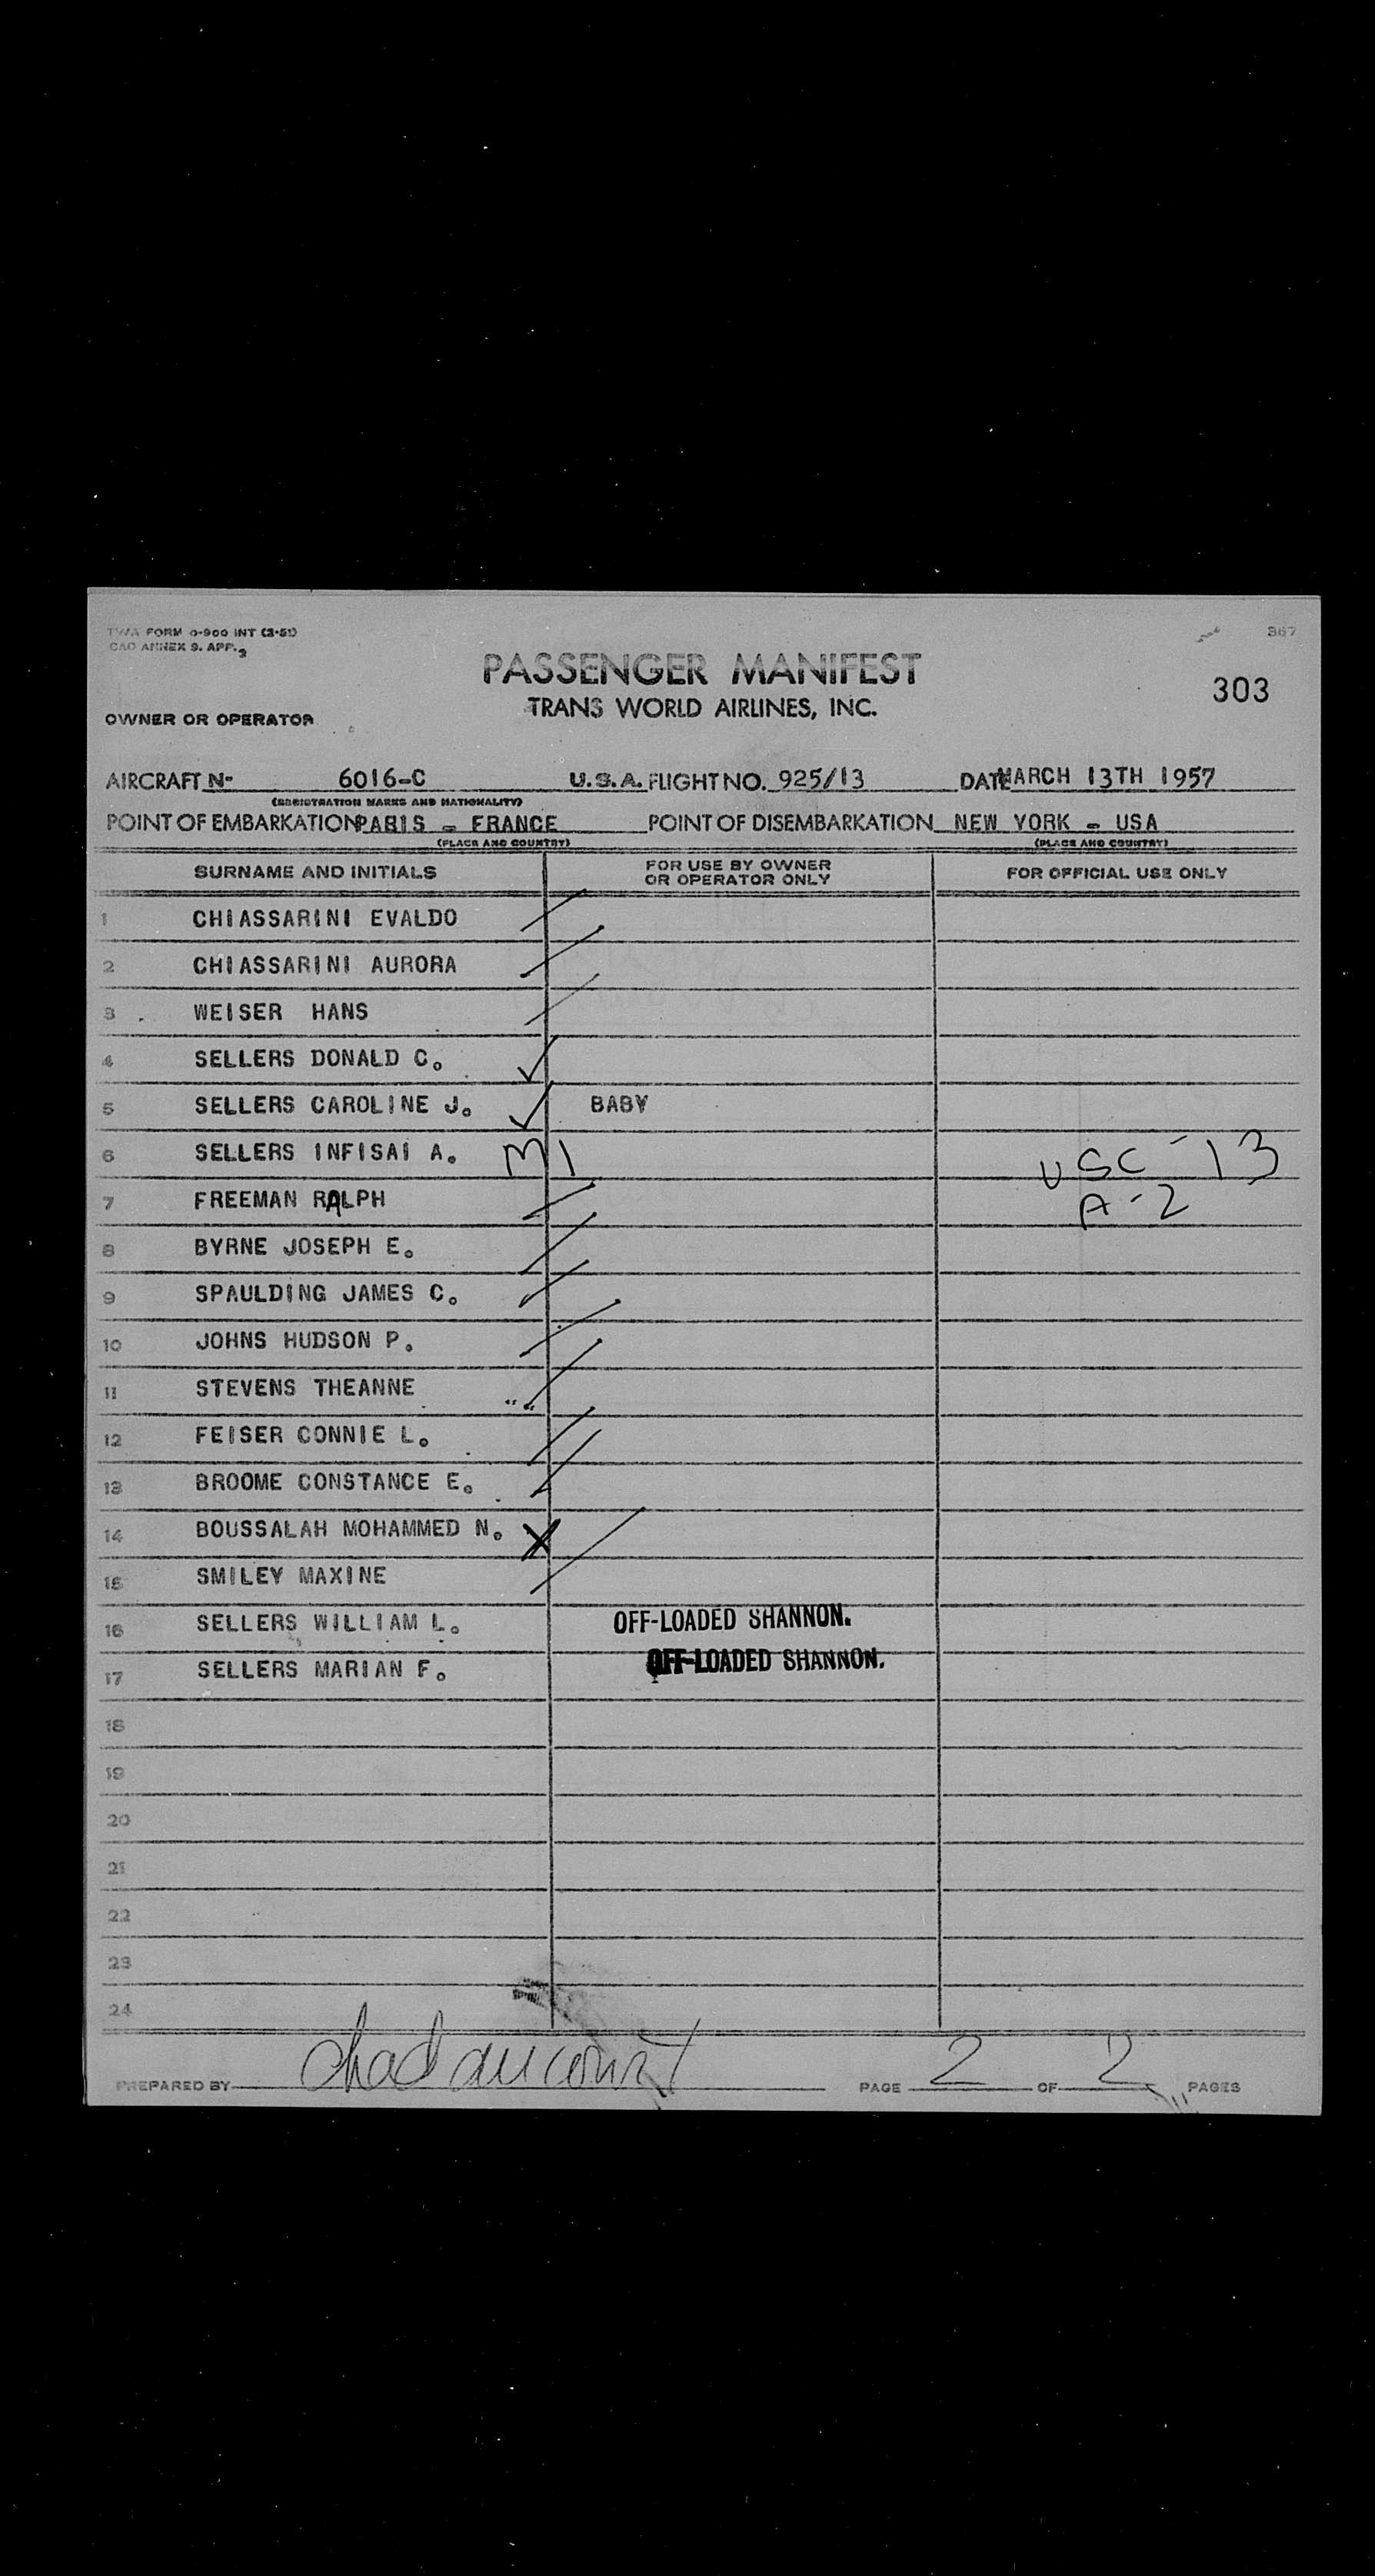 TWA FORM 0-900 INT (3-51)
CAO ANNEX 9. APP. 2
367
PASSENGER MANIFEST
303
TRANS WORLD AIRLINES, INC.
OWNER OR OPERATOR
AIRCRAFT N- 6016-C U.S.A. FLIGHT NO. 925/13 DATE MARCH 13TH 1957
(REGISTRATION MARKS AND NATIONALITY)
POINT OF EMBARKATION PARIS - FRANCE POINT OF DISEMBARKATION NEW YORK - USA
(PLACE AND COUNTRY) (PLACE AND COUNTRY)
SURNAME AND INITIALS FOR USE BY OWNER OR OPERATOR ONLY FOR OFFICIAL USE ONLY
1 CHIASSARINI EVALDO
2 CHIASSARINI AURORA
3 WEISER HANS
4 SELLERS DONALD C.
5 SELLERS CAROLINE J. BABY
6 SELLERS INFISAI A. M1 USC-13
7 FREEMAN RALPH A-2
8 BYRNE JOSEPH E.
9 SPAULDING JAMES C.
10 JOHNS HUDSON P.
11 STEVENS THEANNE
12 FEISER CONNIE L.
13 BROOME CONSTANCE E.
14 BOUSSALAH MOHAMMED N. X
15 SMILEY MAXINE
16 SELLERS WILLIAM L. OFF-LOADED SHANNON.
17 SELLERS MARIAN F. OFF-LOADED SHANNON.
18
19
20
21
22
23
24
PREPARED BY PAGE 2 OF 2 PAGES